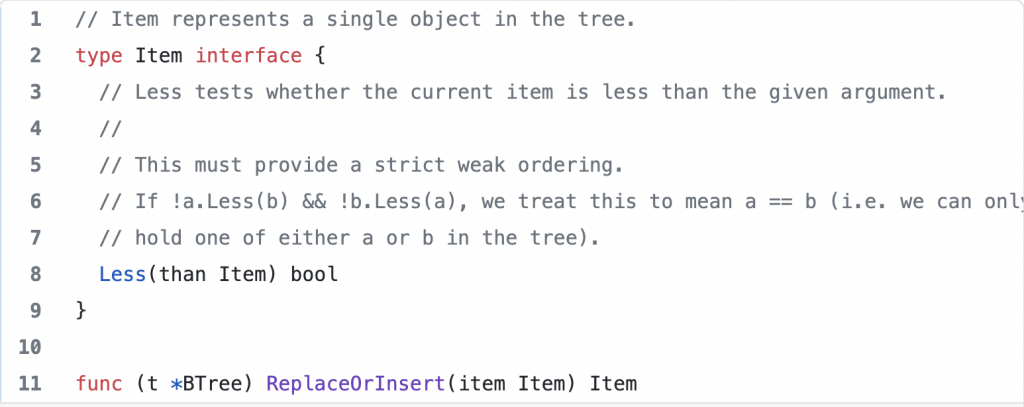 1 // Item represents a single object in the tree.
2 type Item interface {
3 // Less tests whether the current item is less than the given argument.
4 //
5 // This must provide a strict weak ordering.
6 // If !a.Less(b) && !b.Less(a), we treat this to mean a == b (i.e. we can only
7 // hold one of either a or b in the tree).
8 Less(than Item) bool
9 }
10
11 func (t *BTree) ReplaceOrInsert(item Item) Item